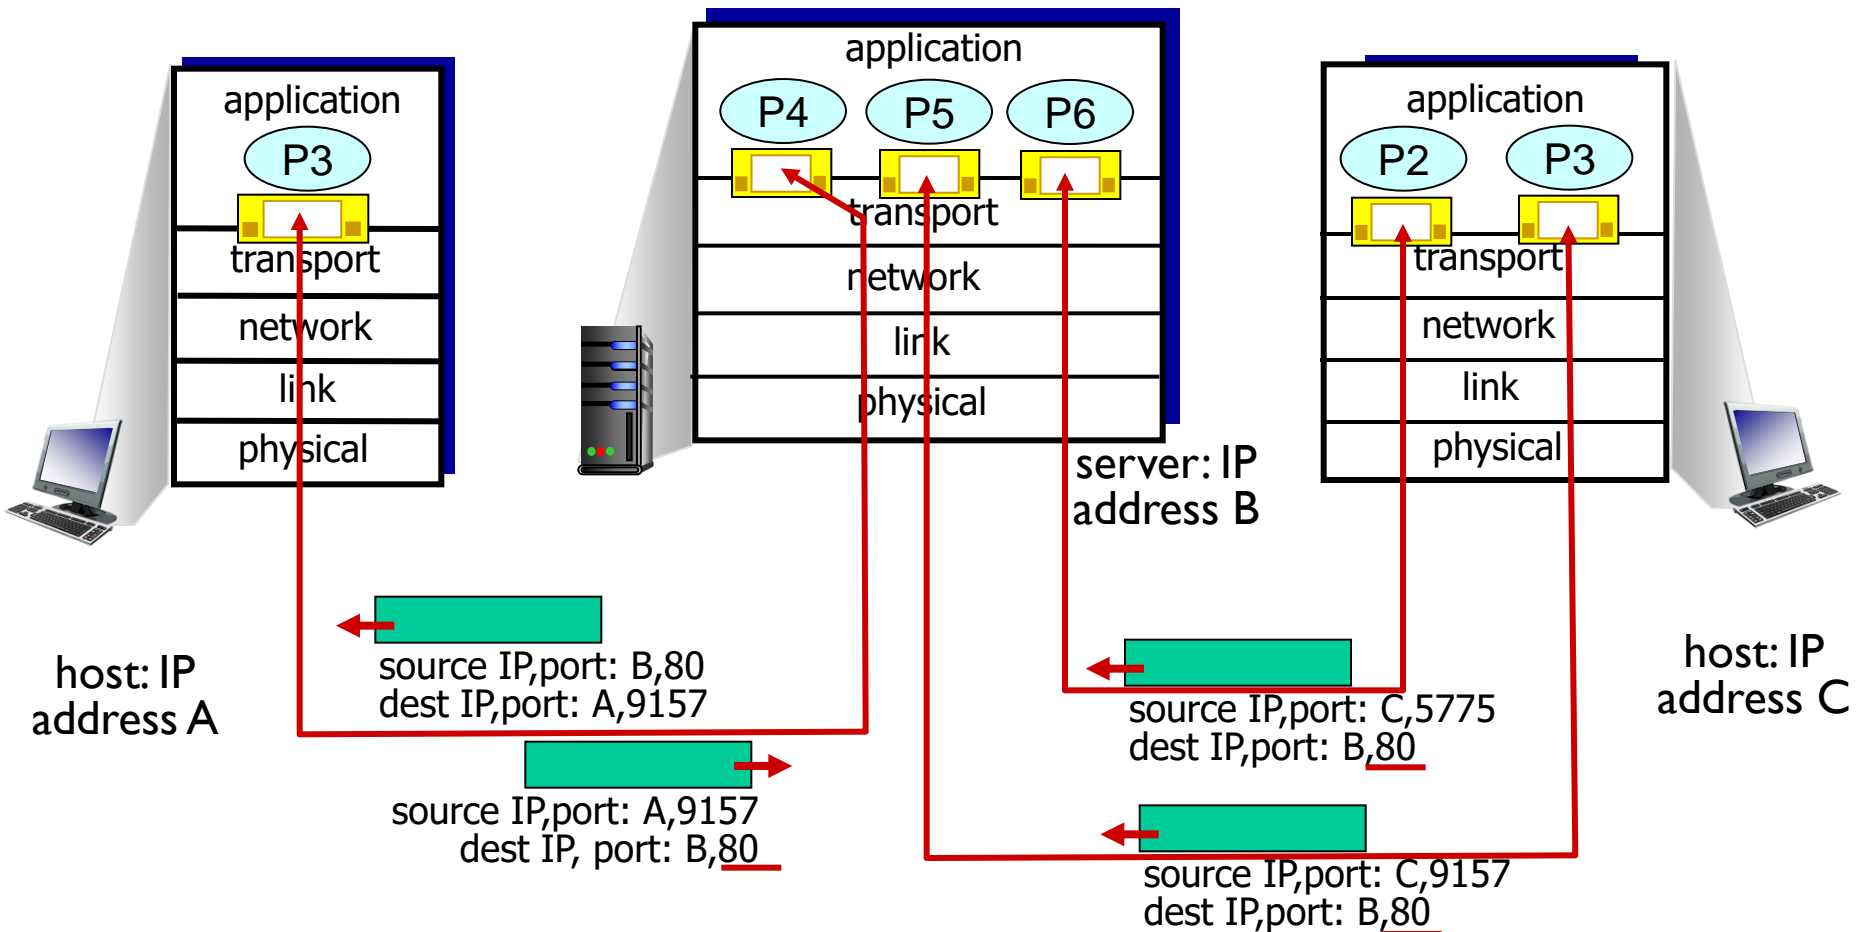 application
P3
transport
network
link
physical
host: IP
address A
application
P4
P5
P6
transport
network
link
physical
server: IP
address B
application
P2
P3
transport
network
link
physical
host: IP
address C
source IP,port: B,80
dest IP,port: A,9157
source IP,port: A,9157
dest IP, port: B,80
source IP,port: C,5775
dest IP,port: B,80
source IP,port: C,9157
dest IP,port: B,80